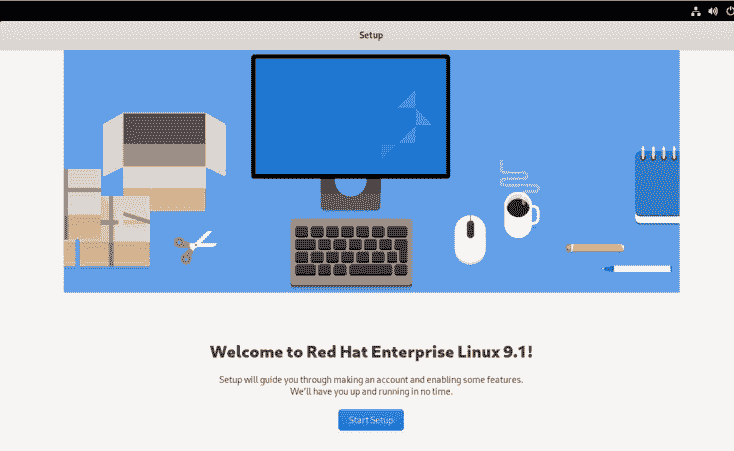 Setup
Welcome to Red Hat Enterprise Linux 9.1!
Setup will guide you through making an account and enabling some features.
We'll have you up and running in no time.
Start Setup